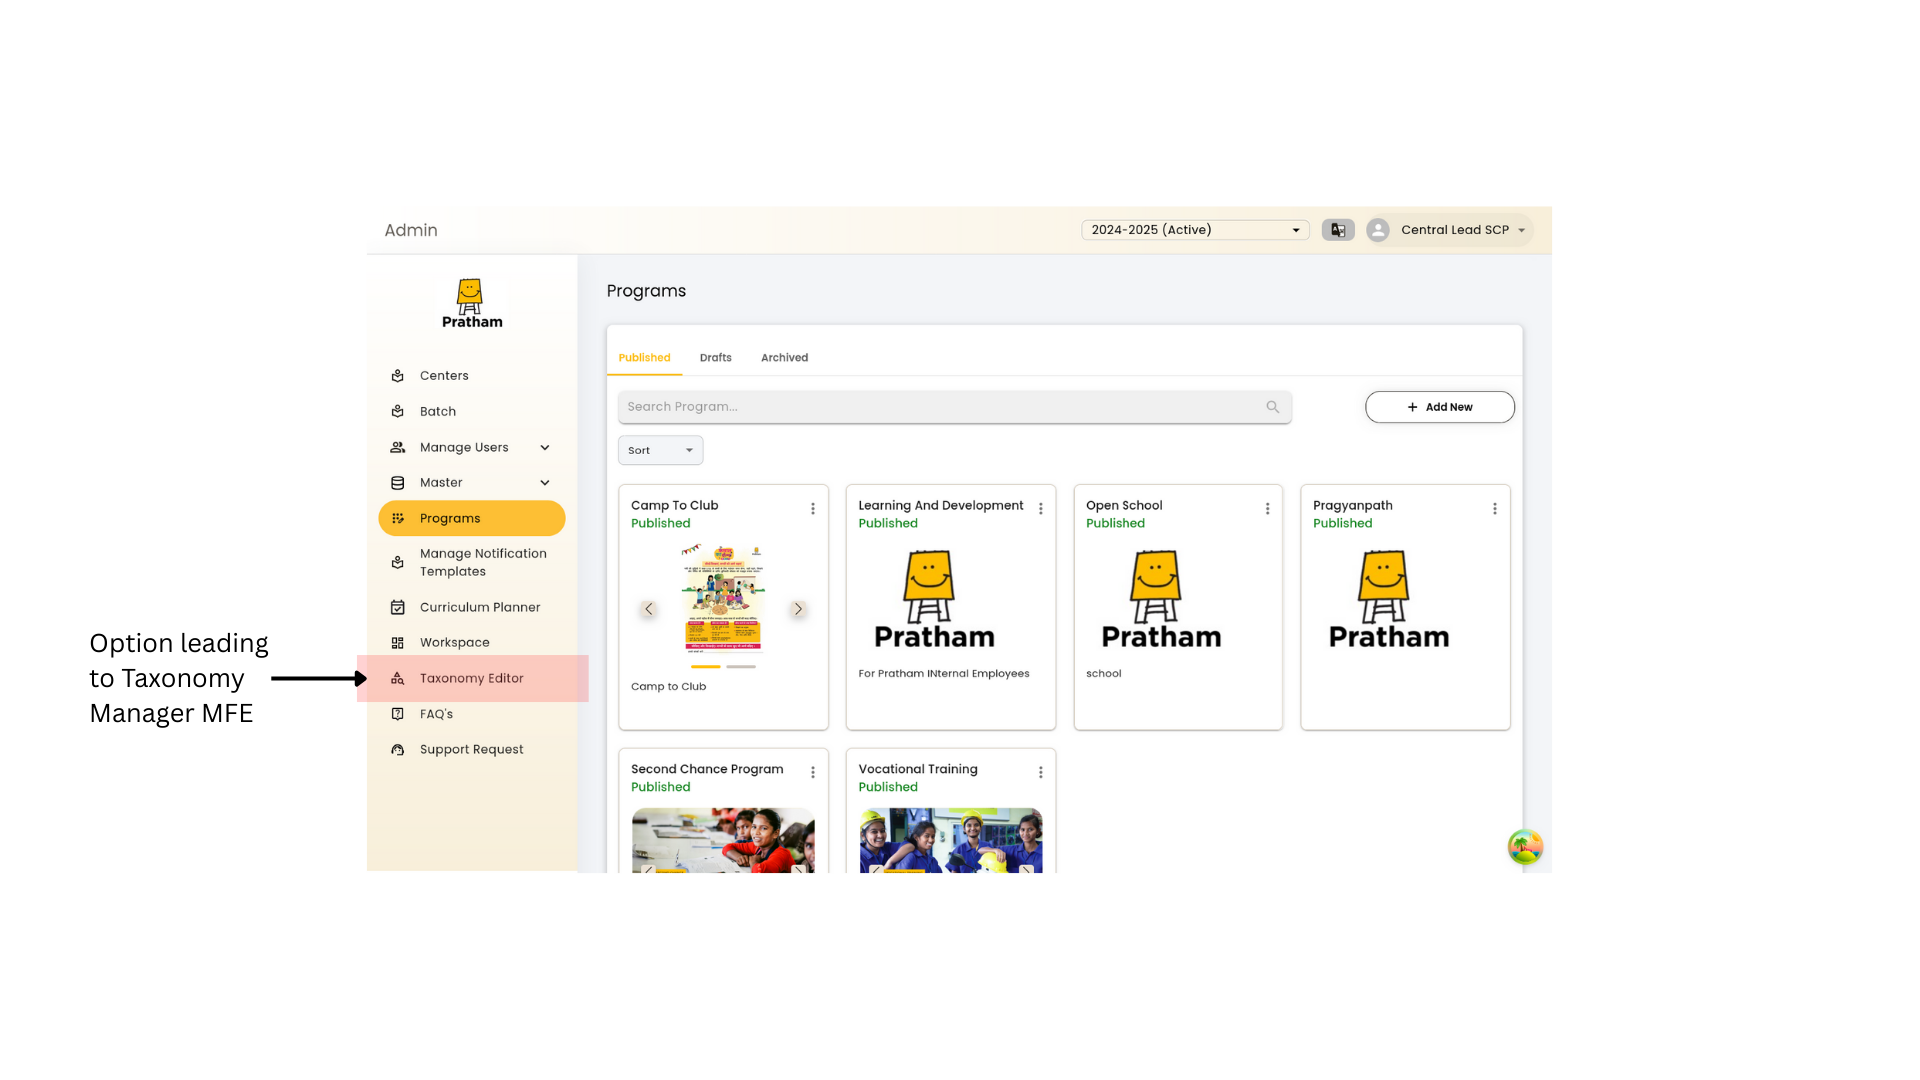 Admin
2024-2025 (Active)
Central Lead SCP
Pratham
Centers
Batch
Manage Users
Master
Programs
Manage Notification
Templates
Curriculum Planner
Workspace
Taxonomy Editor
FAQ's
Support Request
Option leading
to Taxonomy
Manager MFE
Programs
Published
Drafts
Archived
Search Program...
+ Add New
Sort
Camp To Club
Published
Camp to Club
Learning And Development
Published
Pratham
For Pratham INternal Employees
Open School
Published
Pratham
school
Pragyanpath
Published
Pratham
Second Chance Program
Published
Vocational Training
Published